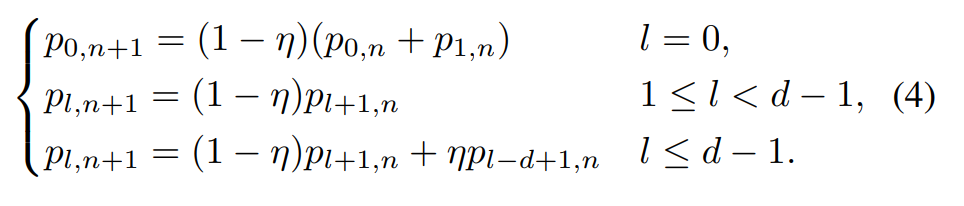 p_{0,n+1} = (1 − η)(p_{0,n} + p_{1,n}) l = 0,
p_{l,n+1} = (1 − η)p_{l+1,n} 1 ≤ l < d − 1, (4)
p_{l,n+1} = (1 − η)p_{l+1,n} + ηp_{l−d+1,n} l ≤ d − 1.